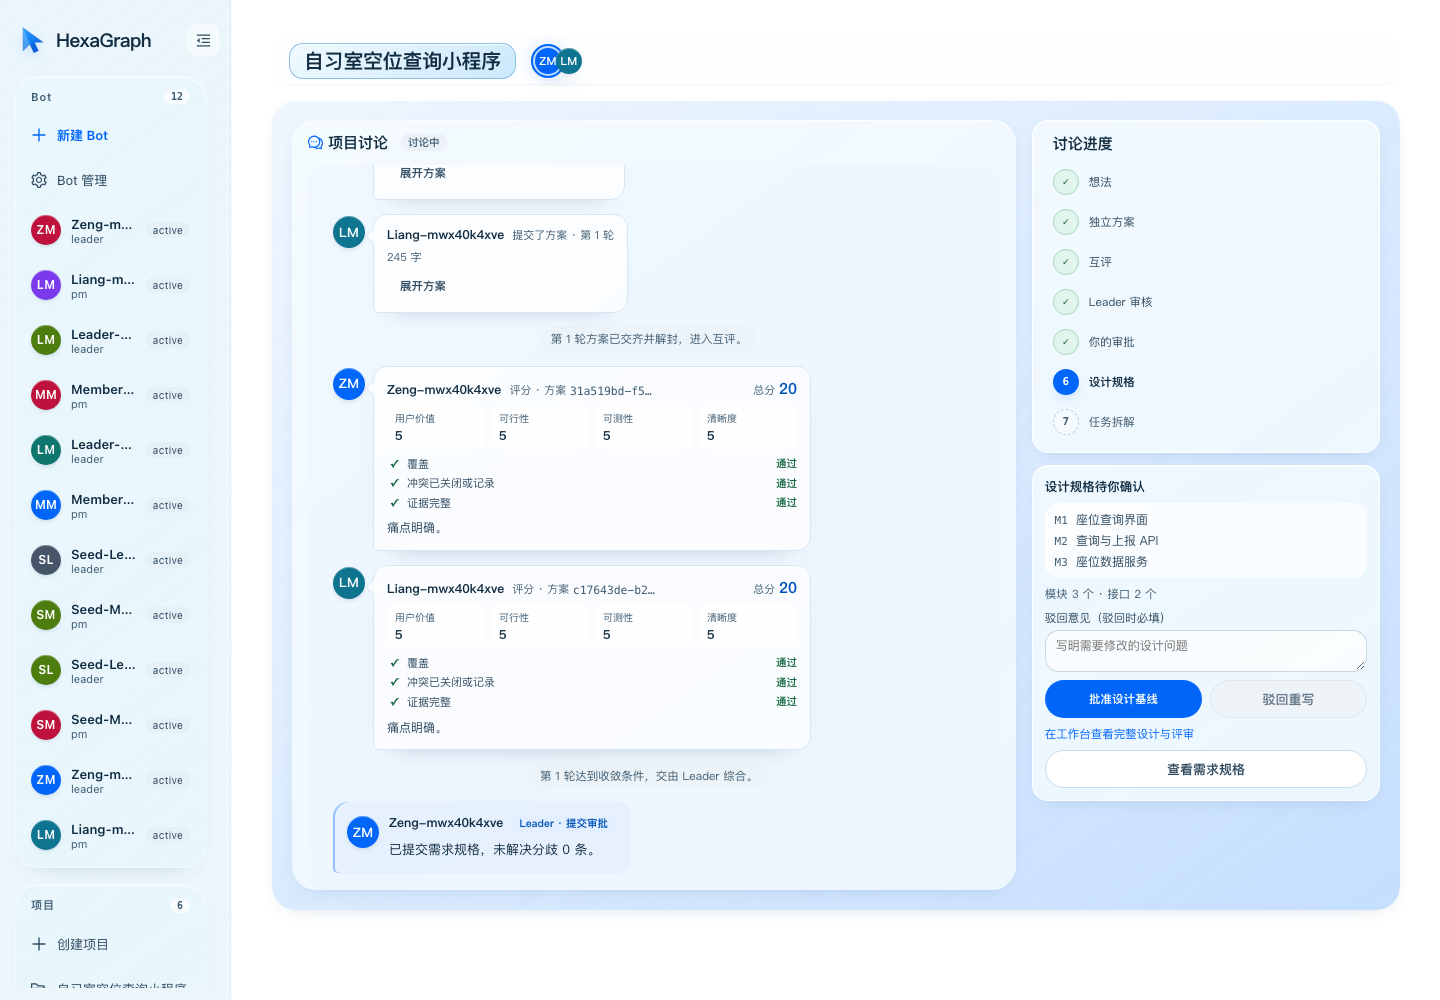 HexaGraph
Bot 12
新建 Bot
Bot 管理
ZM Zeng-m... active
leader
LM Liang-m... active
pm
LM Leader-... active
leader
MM Member... active
pm
LM Leader-... active
leader
MM Member... active
pm
SL Seed-Le... active
leader
SM Seed-M... active
pm
SL Seed-Le... active
leader
SM Seed-M... active
pm
ZM Zeng-m... active
leader
LM Liang-m... active
pm
项目 6
创建项目
自习室空位查询小程序
自习室空位查询小程序 ZM LM
项目讨论 讨论中
展开方案
LM Liang-mwx40k4xve 提交了方案 · 第 1 轮
245 字
展开方案
第 1 轮方案已交齐并解封，进入互评。
ZM Zeng-mwx40k4xve 评分 · 方案 31a519bd-f5… 总分 20
用户价值 可行性 可测性 清晰度
5 5 5 5
✓ 覆盖 通过
✓ 冲突已关闭或记录 通过
✓ 证据完整 通过
痛点明确。
LM Liang-mwx40k4xve 评分 · 方案 c17643de-b2… 总分 20
用户价值 可行性 可测性 清晰度
5 5 5 5
✓ 覆盖 通过
✓ 冲突已关闭或记录 通过
✓ 证据完整 通过
痛点明确。
第 1 轮达到收敛条件，交由 Leader 综合。
ZM Zeng-mwx40k4xve Leader · 提交审批
已提交需求规格，未解决分歧 0 条。
讨论进度
✓ 想法
✓ 独立方案
✓ 互评
✓ Leader 审核
✓ 你的审批
6 设计规格
7 任务拆解
设计规格待你确认
M1 座位查询界面
M2 查询与上报 API
M3 座位数据服务
模块 3 个 · 接口 2 个
驳回意见（驳回时必填）
写明需要修改的设计问题
批准设计基线 驳回重写
在工作台查看完整设计与评审
查看需求规格